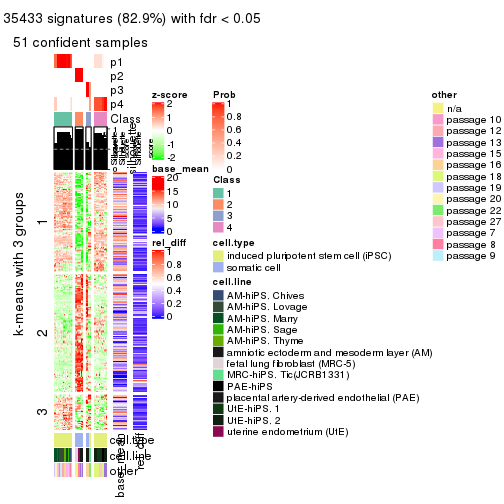 35433 signatures (82.9%) with fdr < 0.05
51 confident samples
p1
p2
p3
p4
Class
1
silhouette
score
k-means with 3 groups
1
2
3
cell.type
cell.line
other
base_mean
rel_diff
z-score
2
1
0
-1
-2
base_mean
20
15
10
5
0
rel_diff
1
0.8
0.6
0.4
0.2
0
Prob
1
0.8
0.6
0.4
0.2
0
Class
1
2
3
4
cell.type
induced pluripotent stem cell (iPSC)
somatic cell
cell.line
AM-hiPS. Chives
AM-hiPS. Lovage
AM-hiPS. Many
AM-hiPS. Sage
AM-hiPS. Thyme
amniotic ectoderm and mesoderm layer (AM)
fetal lung fibroblast (MRC-5)
MRC-hiPS. Tic(JCRB1331)
PAE-hiPS
placental artery-derived endothelial (PAE)
UtE-hiPS. 1
UtE-hiPS. 2
uterine endometrium (UtE)
other
n/a
passage 10
passage 12
passage 13
passage 15
passage 16
passage 18
passage 19
passage 20
passage 22
passage 27
passage 7
passage 8
passage 9